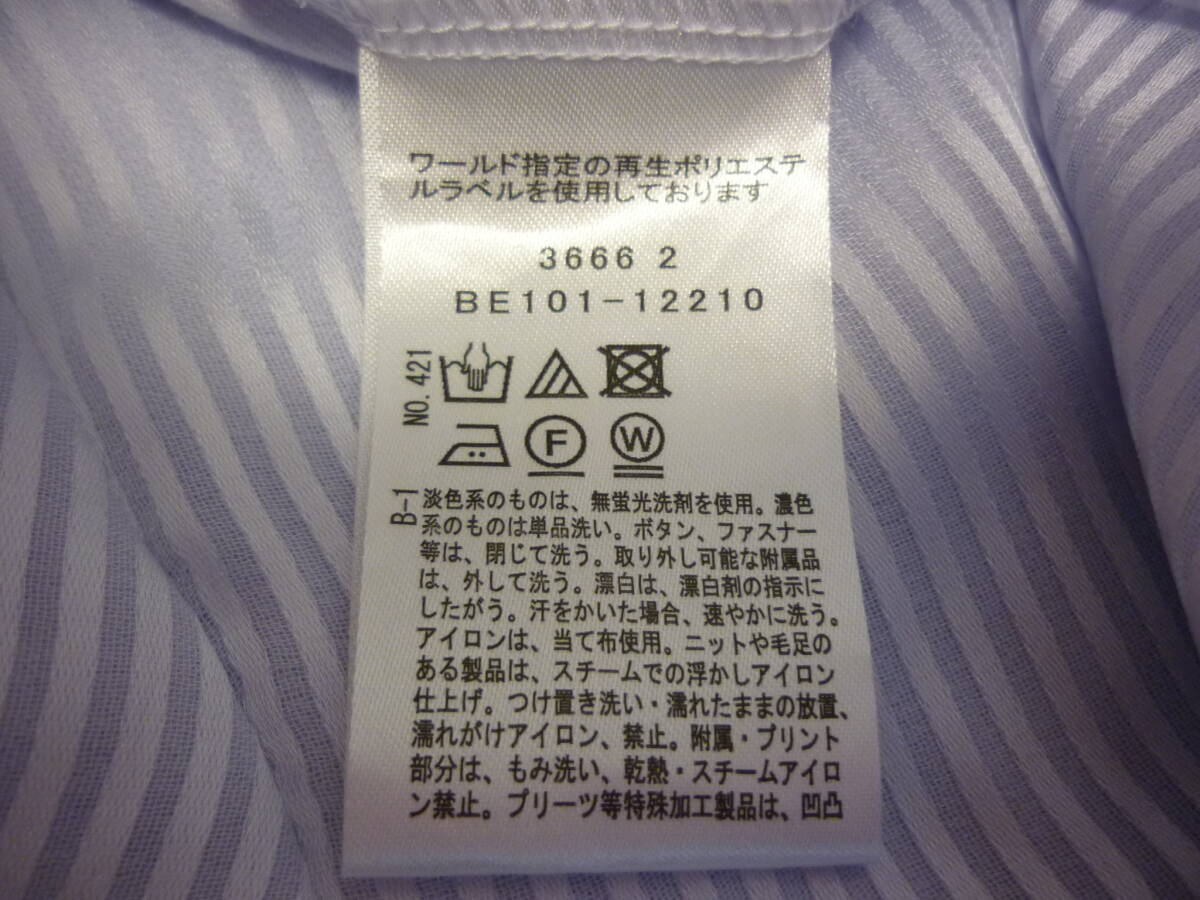 ワールド指定の再生ポリエステ
ルラベルを使用しております
3666 2
BE101-12210
NO. 421
F
W
B-1
淡色系のものは、無蛍光洗剤を使用。濃色
系のものは単品洗い。ボタン、ファスナー
等は、閉じて洗う。取り外し可能な附属品
は、外して洗う。漂白は、漂白剤の指示に
したがう。汗をかいた場合、速やかに洗う。
アイロンは、当て布使用。ニットや毛足の
ある製品は、スチームでの浮かしアイロン
仕上げ。つけ置き洗い・濡れたままの放置、
濡れがけアイロン、禁止。附属・プリント
部分は、もみ洗い、乾熱・スチームアイロ
ン禁止。プリーツ等特殊加工製品は、凹凸